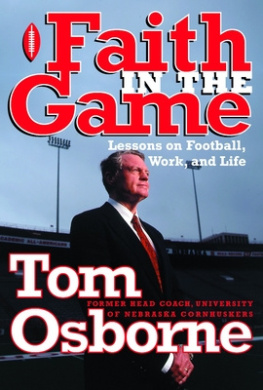 Faith
IN THE
Game
Lessons on Football,
Work, and Life
Tom
FORMER HEAD COACH, UNIVERSITY
OF NEBRASKA CORNHUSKERS
Osborne